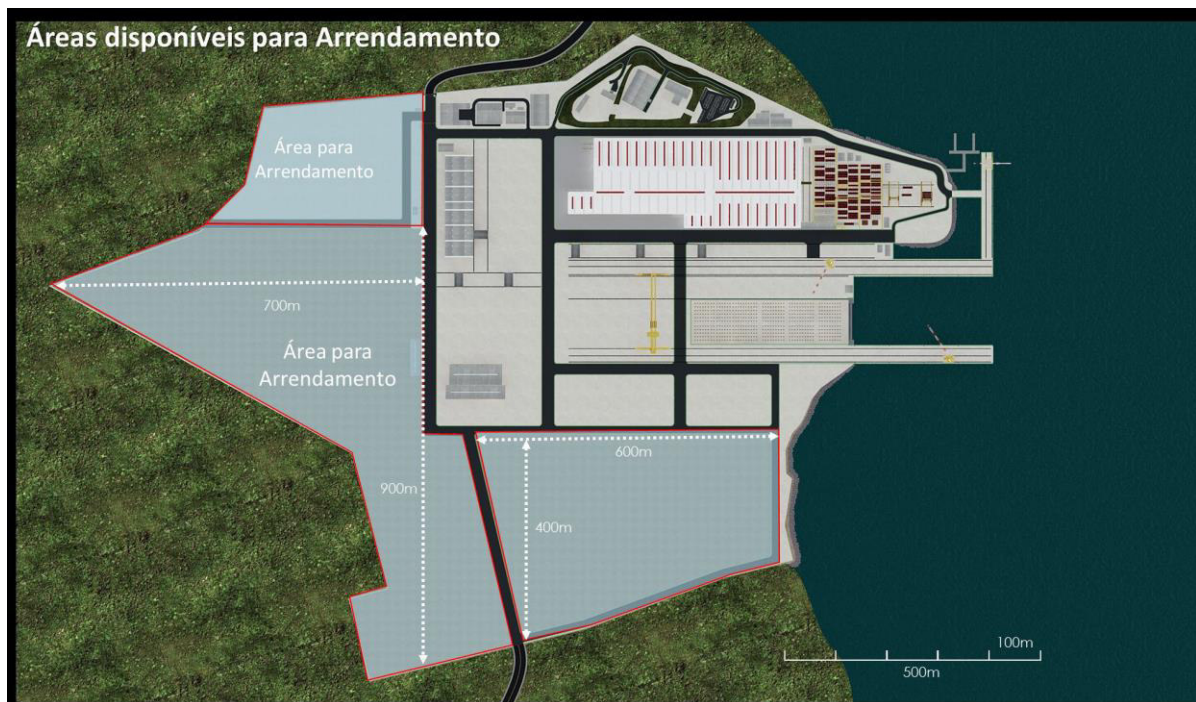 Áreas disponíveis para Arrendamento
Área para
Arrendamento
700m
Área para
Arrendamento
900m
600m
400m
100m
500m